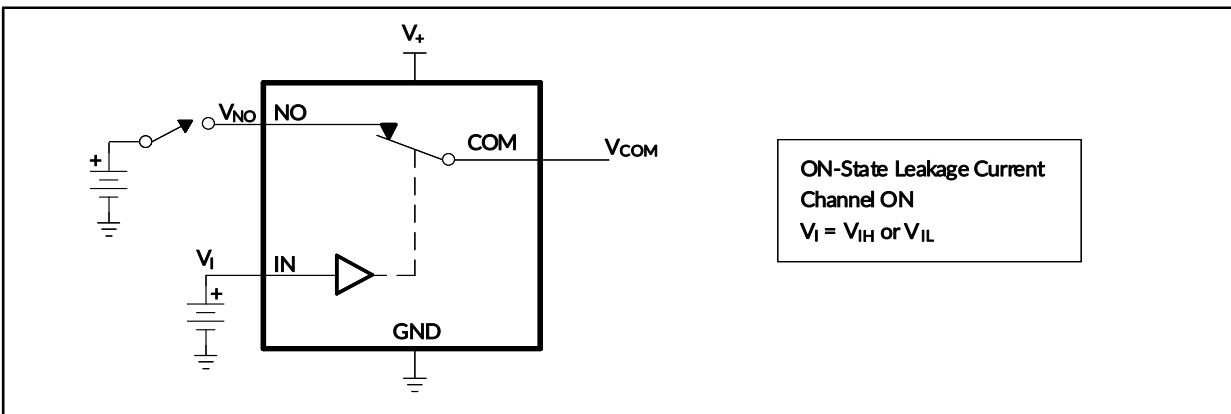 V+
VNO NO
COM
VCOM
+
VI IN
+
GND
ON-State Leakage Current
Channel ON
VI = VIH or VIL